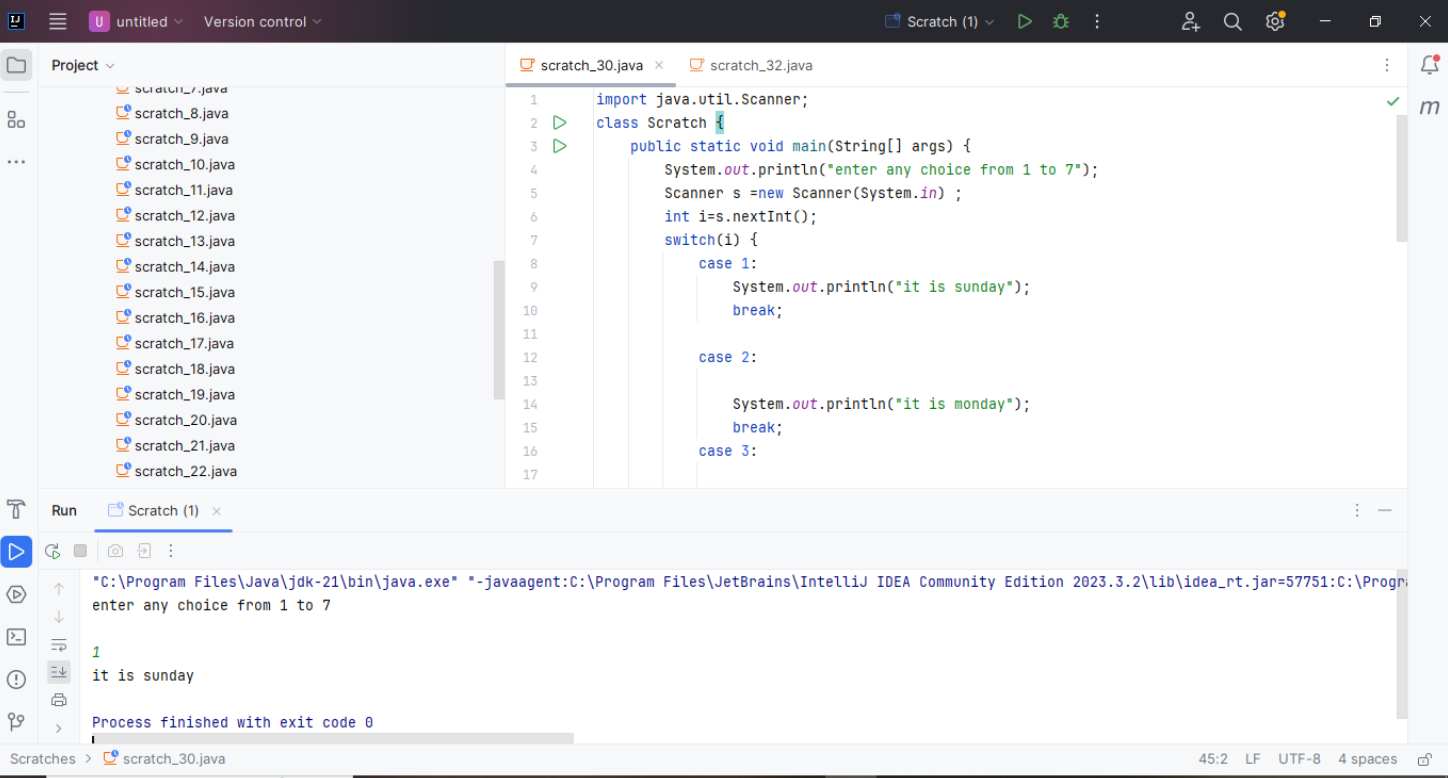 U untitled Version control Scratch (1)
Project
scratch_30.java
scratch_32.java
scratch_7.java
scratch_8.java
scratch_9.java
scratch_10.java
scratch_11.java
scratch_12.java
scratch_13.java
scratch_14.java
scratch_15.java
scratch_16.java
scratch_17.java
scratch_18.java
scratch_19.java
scratch_20.java
scratch_21.java
scratch_22.java
1 import java.util.Scanner;
2 class Scratch {
3 public static void main(String[] args) {
4 System.out.println("enter any choice from 1 to 7");
5 Scanner s =new Scanner(System.in) ;
6 int i=s.nextInt();
7 switch(i) {
8 case 1:
9 System.out.println("it is sunday");
10 break;
11
12 case 2:
13
14 System.out.println("it is monday");
15 break;
16 case 3:
17
m
Run Scratch (1)
"C:\Program Files\Java\jdk-21\bin\java.exe" "-javaagent:C:\Program Files\JetBrains\IntelliJ IDEA Community Edition 2023.3.2\lib\idea_rt.jar=57751:C:\Progra
enter any choice from 1 to 7
1
it is sunday
Process finished with exit code 0
Scratches > scratch_30.java 45:2 LF UTF-8 4 spaces